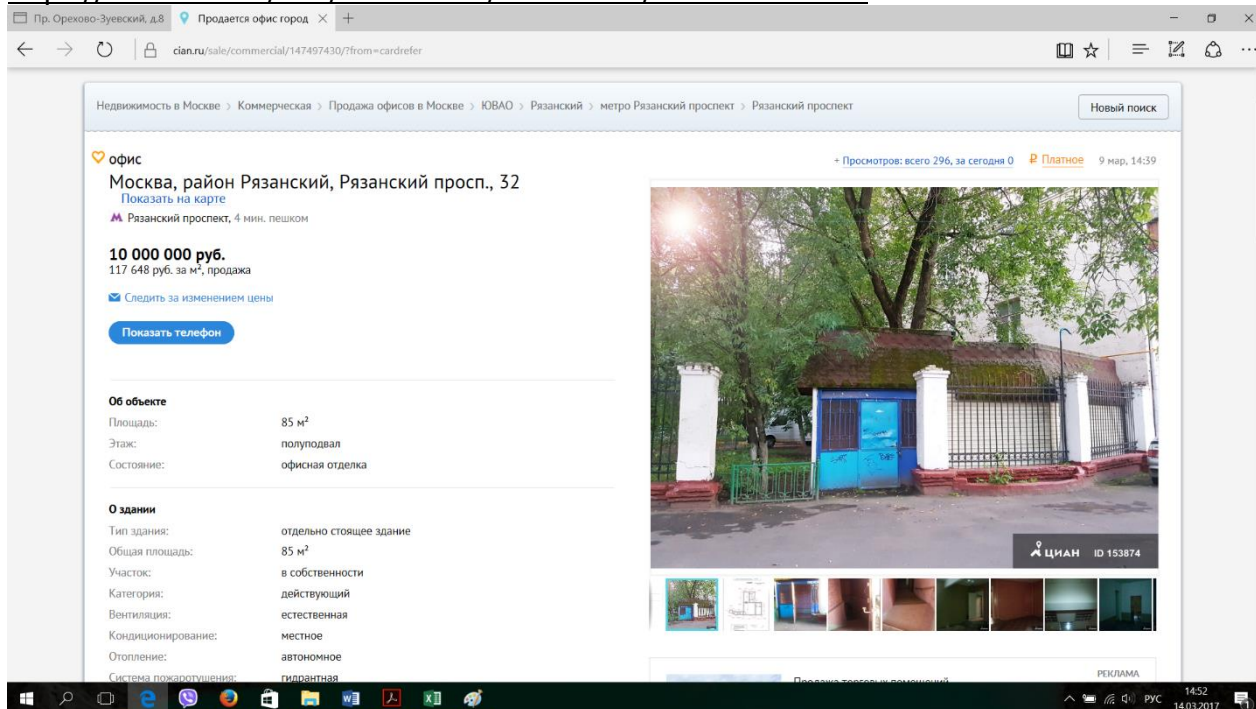 Пр. Орехово-Зуевский, д.8
Продается офис город
cian.ru/sale/commercial/147497430/?from=cardrefer
Недвижимость в Москве > Коммерческая > Продажа офисов в Москве > ЮВАО > Рязанский > метро Рязанский проспект > Рязанский проспект
Новый поиск
офис
+ Просмотров: всего 296, за сегодня 0 ₽ Платное 9 мар, 14:39
Москва, район Рязанский, Рязанский просп., 32
Показать на карте
Рязанский проспект, 4 мин. пешком
10 000 000 руб.
117 648 руб. за м², продажа
Следить за изменением цены
Показать телефон
Об объекте
Площадь: 85 м²
Этаж: полуподвал
Состояние: офисная отделка
О здании
Тип здания: отдельно стоящее здание
Общая площадь: 85 м²
Участок: в собственности
Категория: действующий
Вентиляция: естественная
Кондиционирование: местное
Отопление: автономное
Система пожаротушения: гидрантная
ЦИАН ID 153874
РЕКЛАМА
Продажа торговых помещений
РУС
14:52
14.03.2017